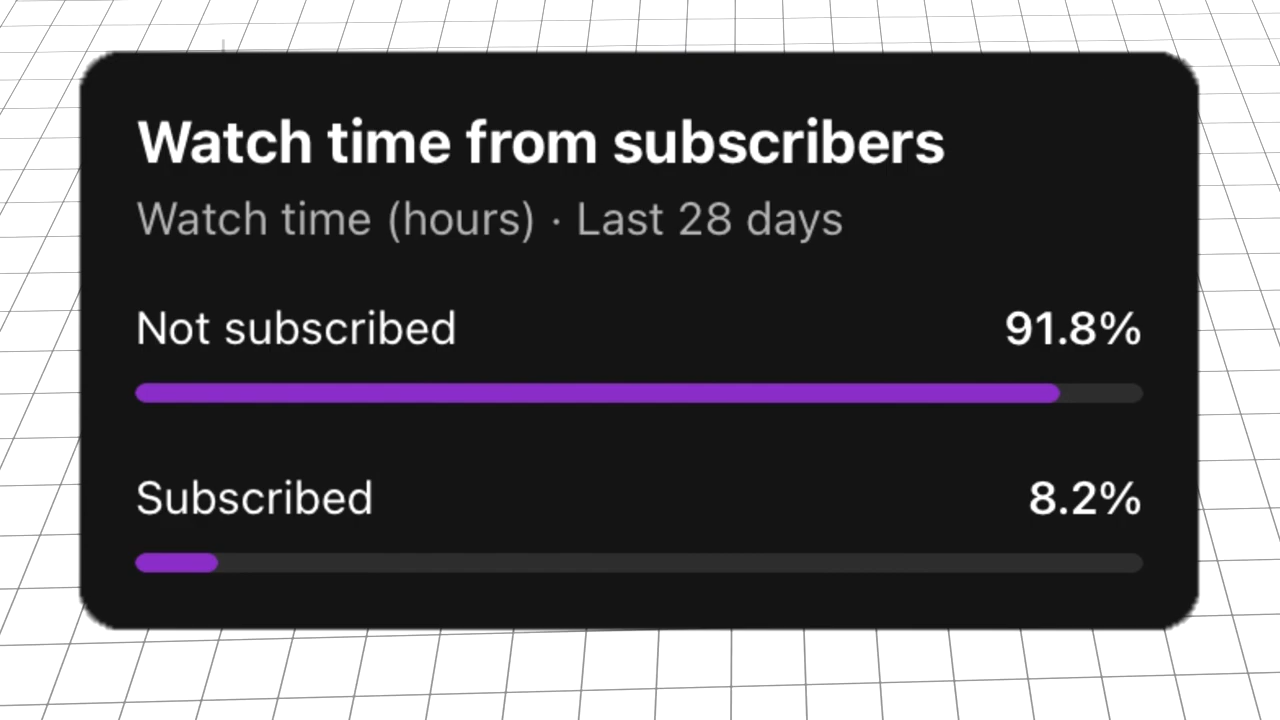 Watch time from subscribers
Watch time (hours) · Last 28 days
Not subscribed 91.8%
Subscribed 8.2%